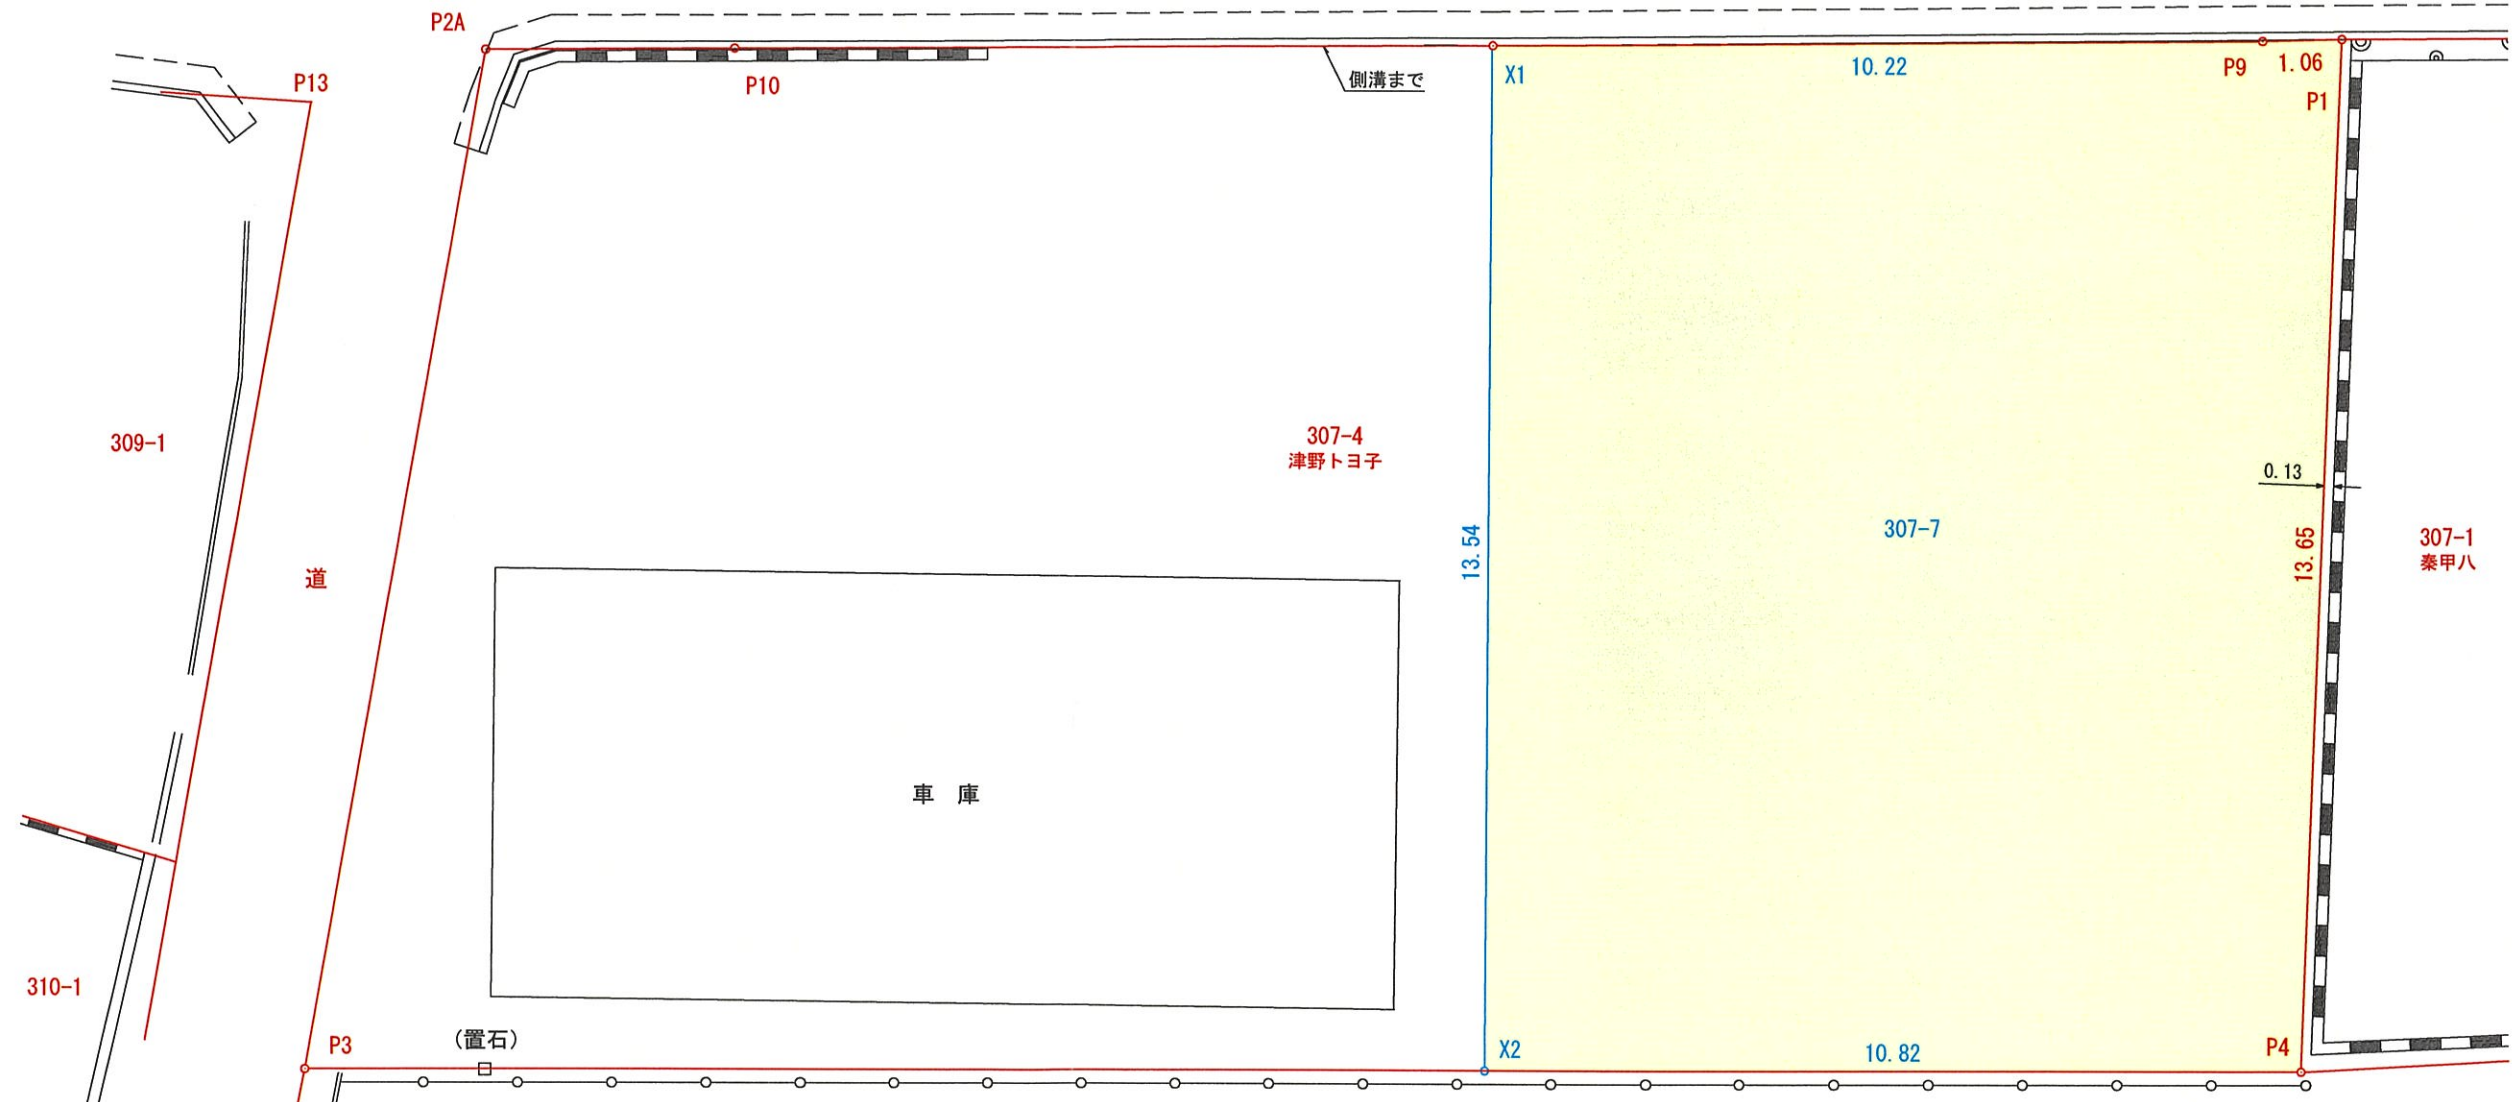 P2A
P13
P10
側溝まで
X1
10.22
P9
1.06
P1
309-1
307-4
津野トヨ子
0.13
13.54
307-7
13.65
307-1
秦甲八
道
車 庫
310-1
P3
(置石)
X2
10.82
P4